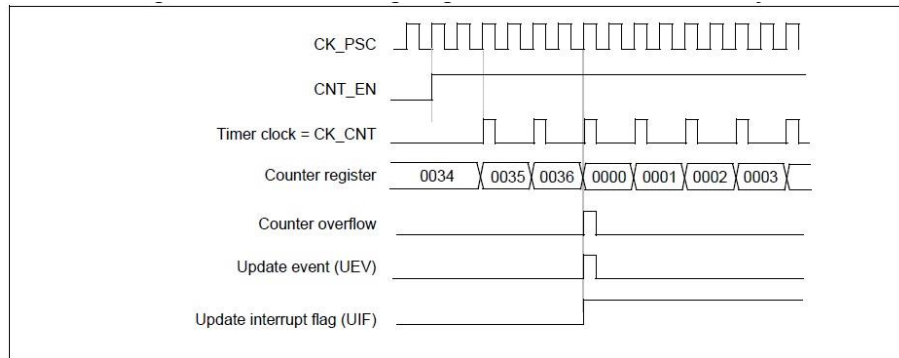 CK_PSC
CNT_EN
Timer clock = CK_CNT
Counter register 0034 0035 0036 0000 0001 0002 0003
Counter overflow
Update event (UEV)
Update interrupt flag (UIF)